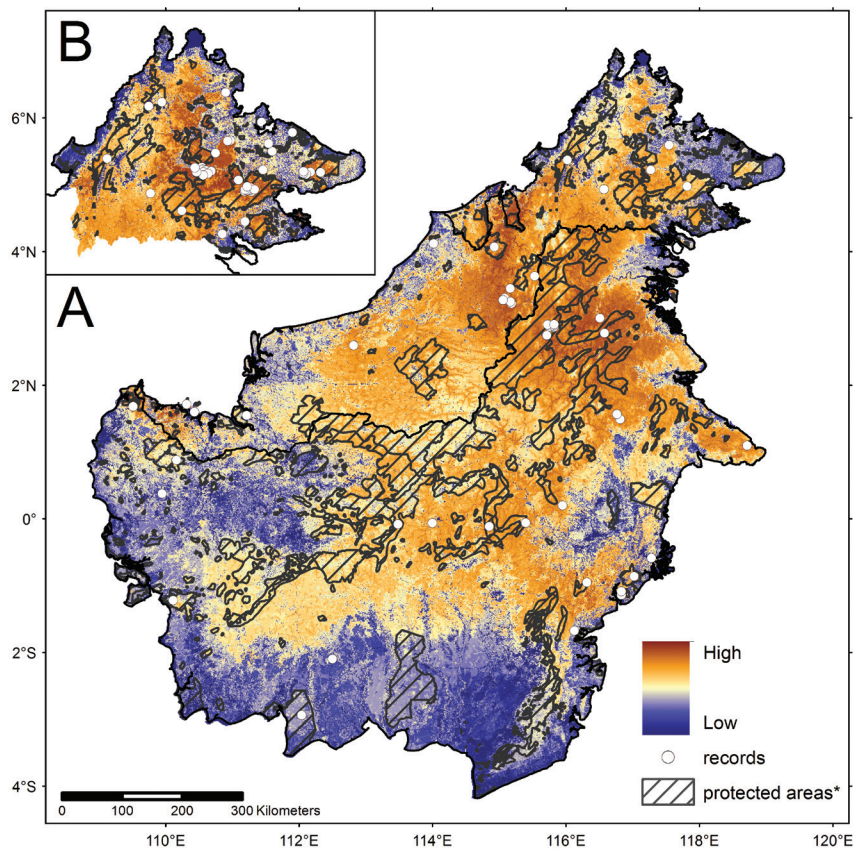 B
A
6°N
4°N
2°N
0°
2°S
4°S
High
Low
records
protected areas*
0 100 200 300 Kilometers
110°E 112°E 114°E 116°E 118°E 120°E